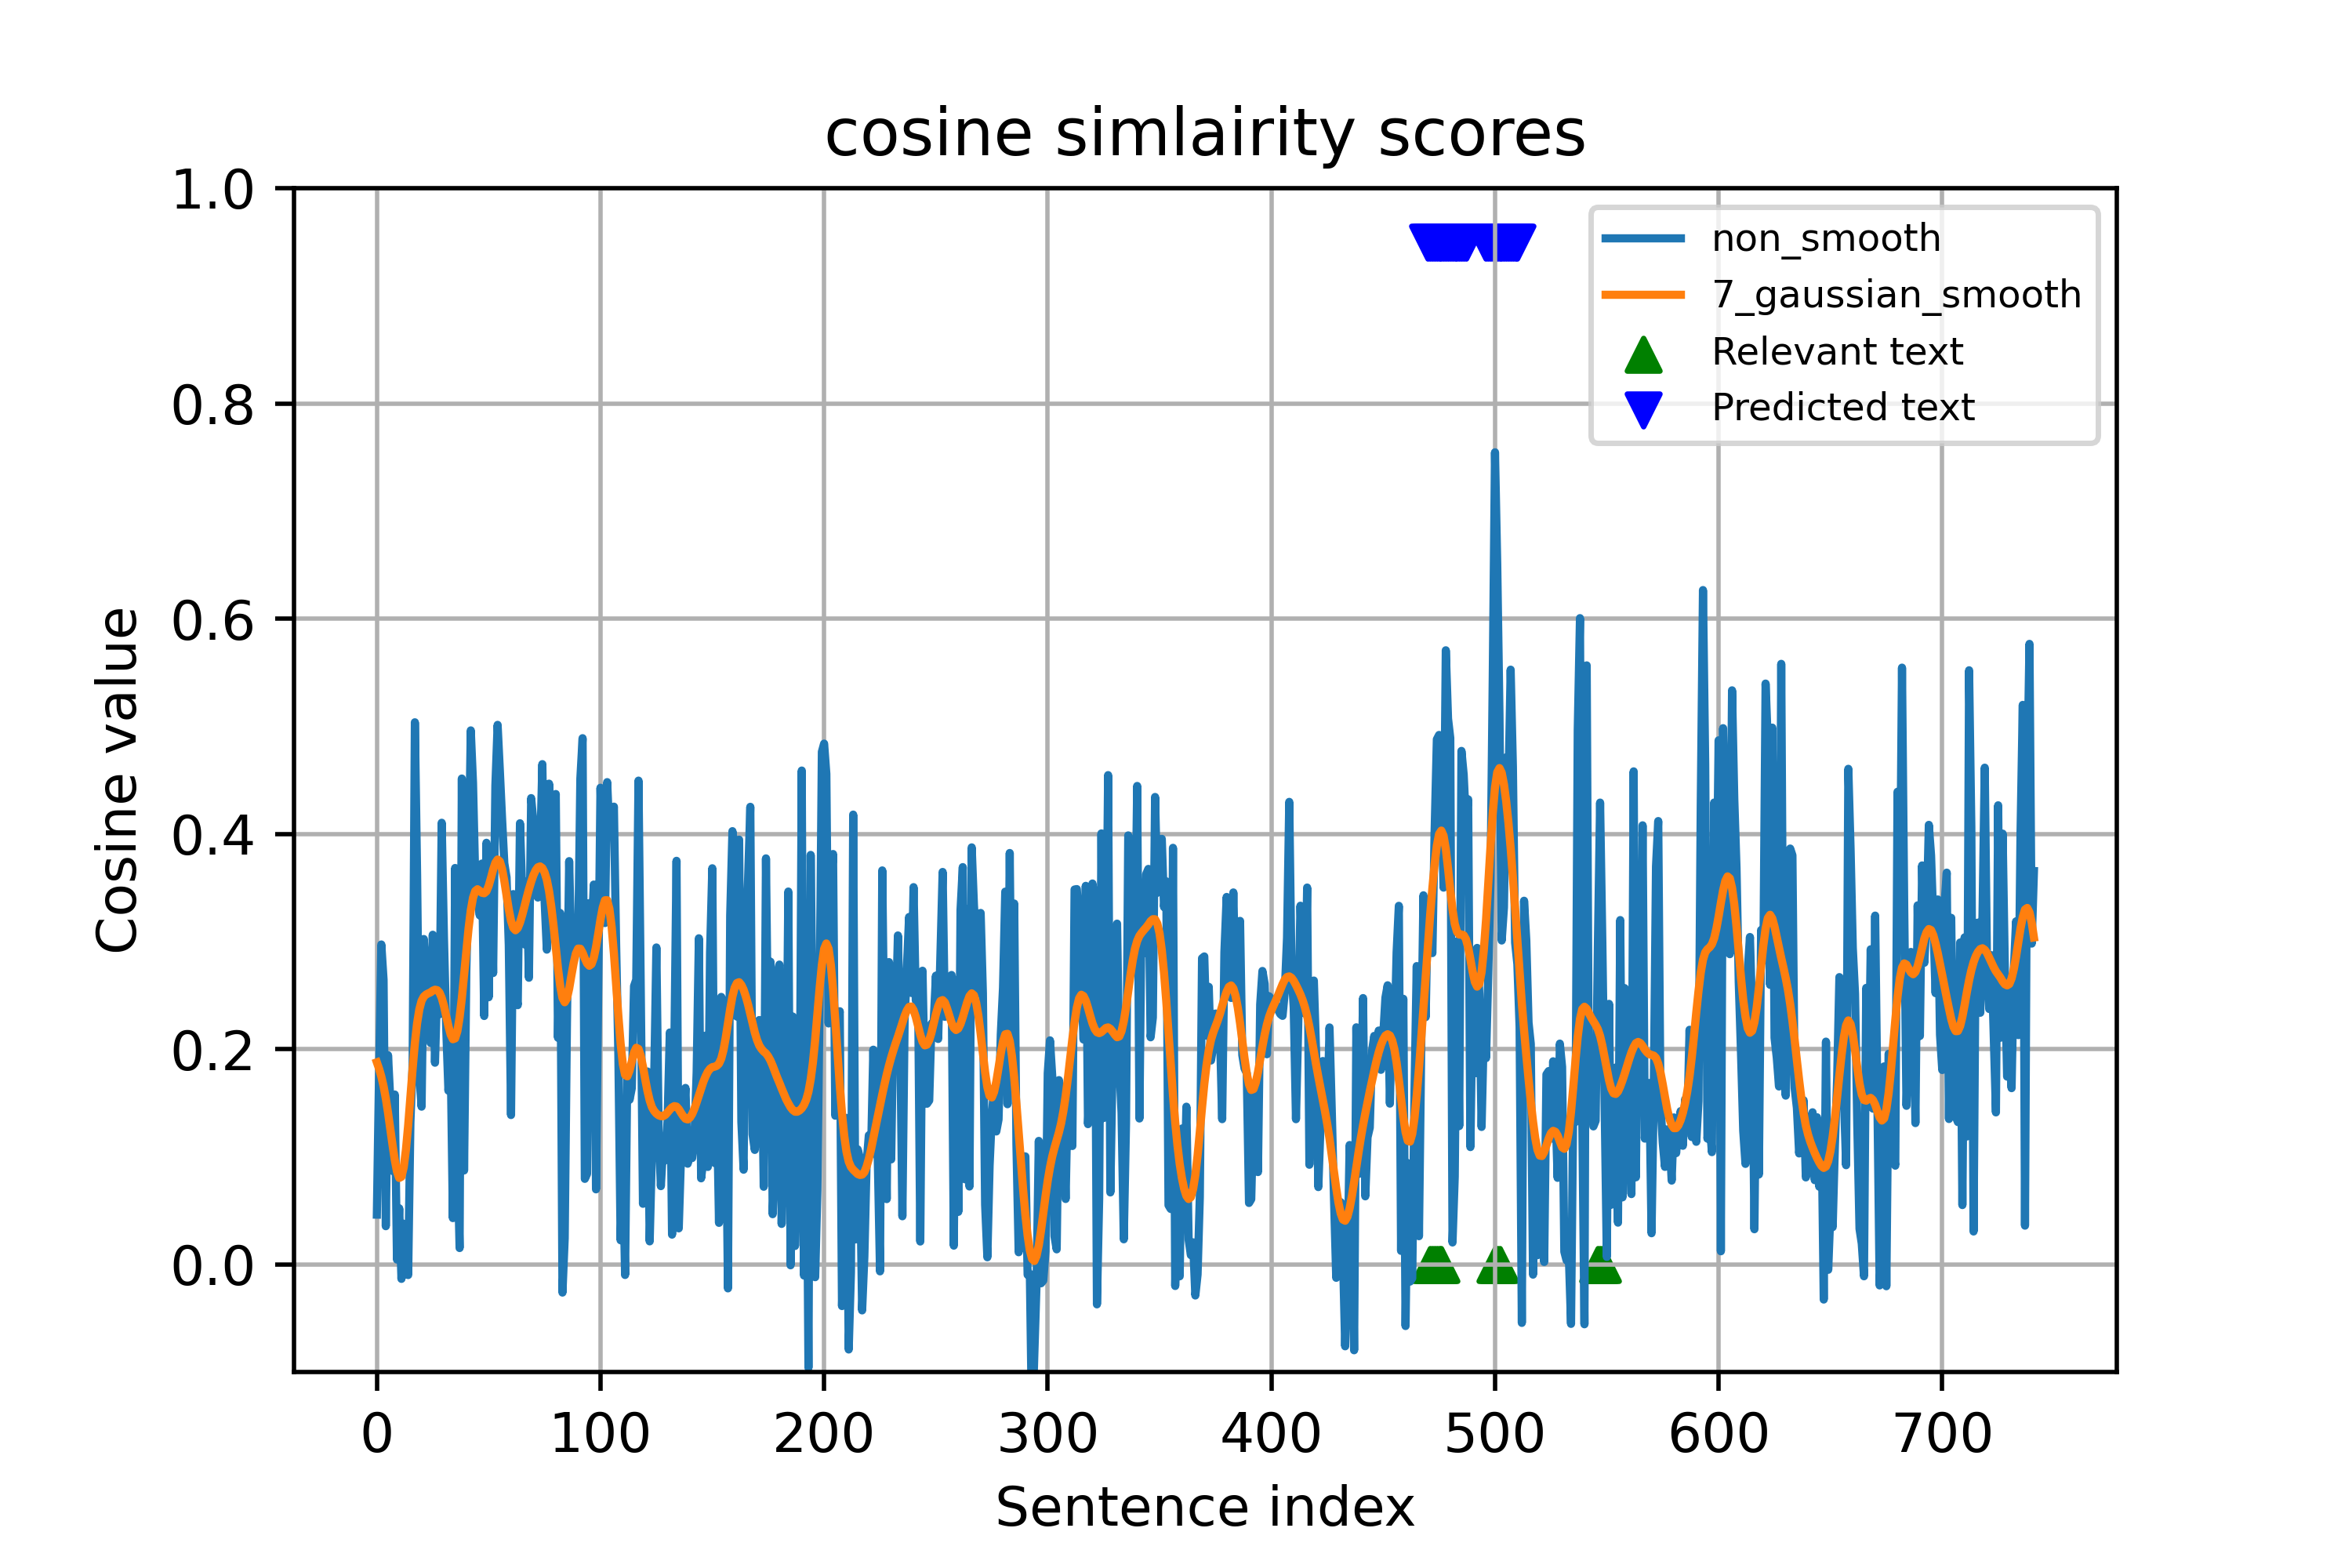 cosine simlairity scores
non_smooth
7_gaussian_smooth
Relevant text
Predicted text
Cosine value
1.0
0.8
0.6
0.4
0.2
0.0
0 100 200 300 400 500 600 700
Sentence index